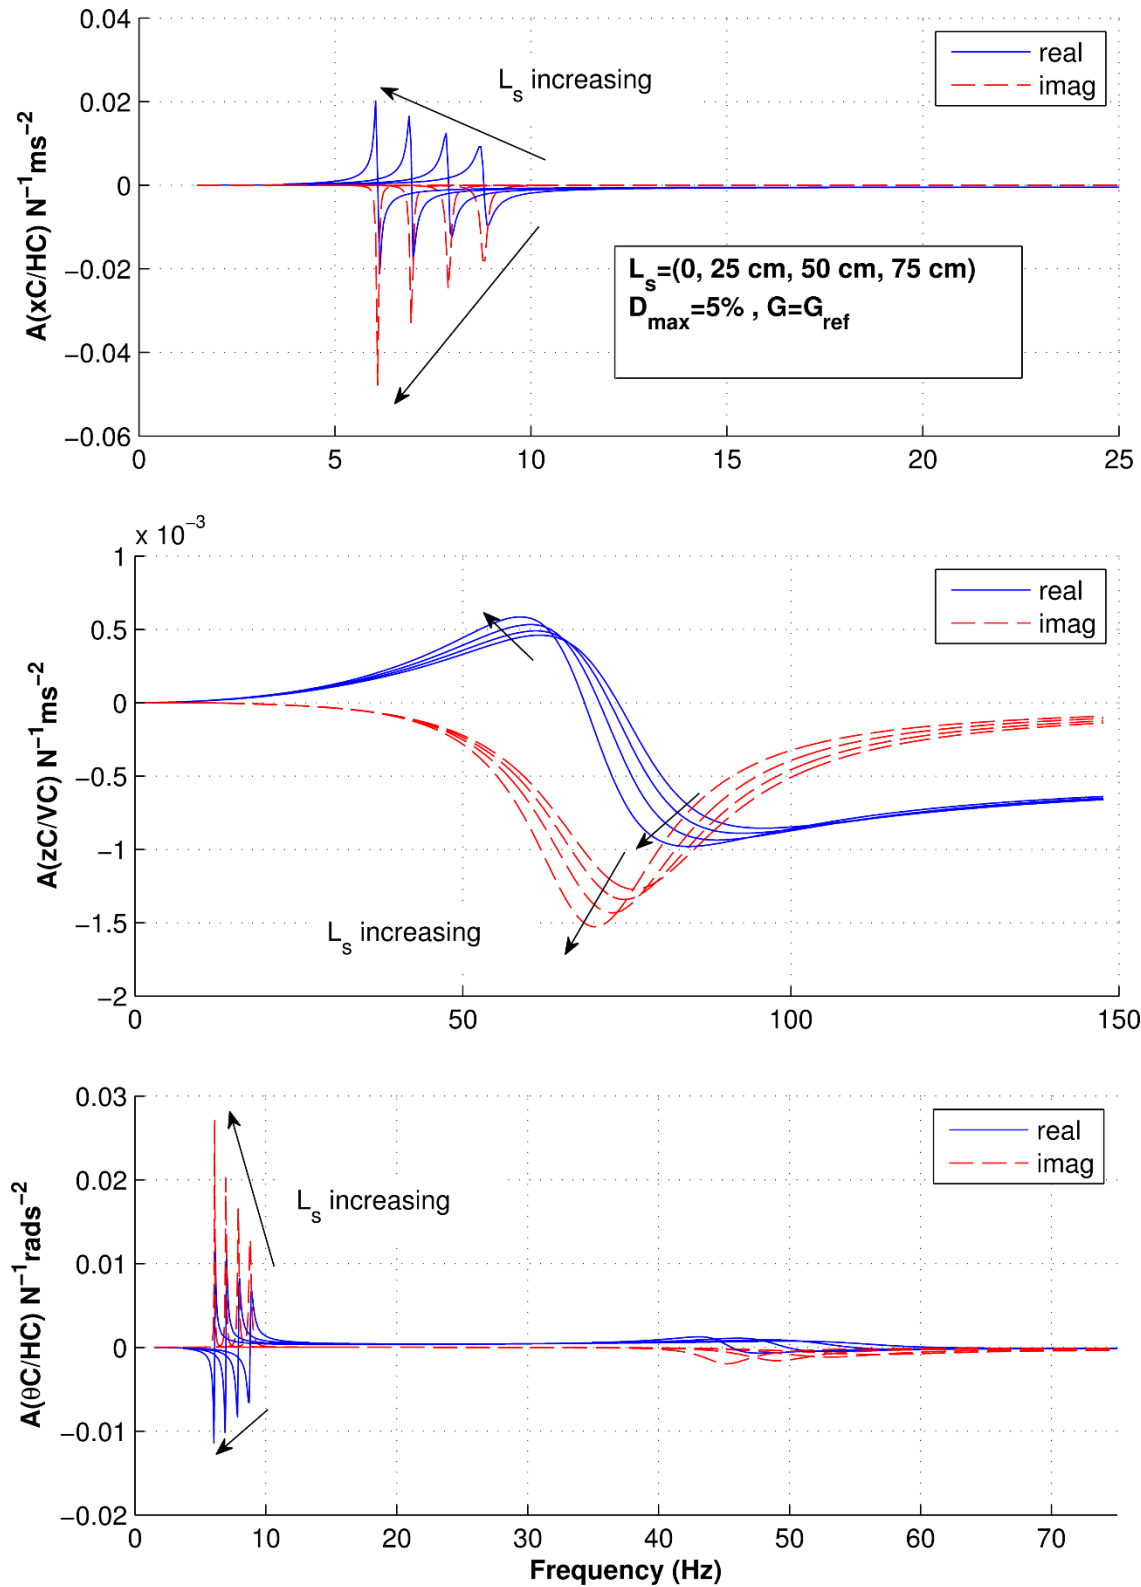 0.04
0.02
0
−0.02
−0.04
−0.06
A(xC/HC) N⁻¹ms⁻²
Lₛ increasing
real
imag
Lₛ=(0, 25 cm, 50 cm, 75 cm)
Dₘₐₓ=5% , G=G_ref
0 5 10 15 20 25
x 10⁻³
1
0.5
0
−0.5
−1
−1.5
−2
A(zC/VC) N⁻¹ms⁻²
real
imag
Lₛ increasing
0 50 100 150
0.03
0.02
0.01
0
−0.01
−0.02
A(θC/HC) N⁻¹rads⁻²
real
imag
Lₛ increasing
0 10 20 30 40 50 60 70
Frequency (Hz)